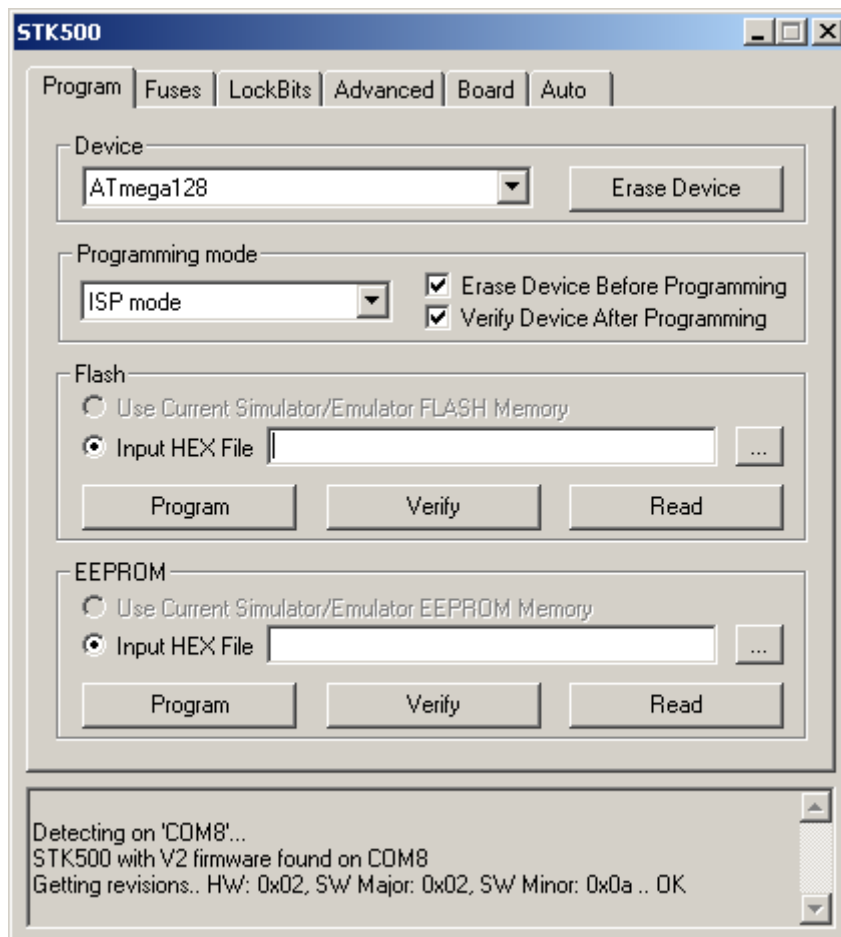 STK500
Program Fuses LockBits Advanced Board Auto
Device
ATmega128 Erase Device
Programming mode
ISP mode
Erase Device Before Programming
Verify Device After Programming
Flash
Use Current Simulator/Emulator FLASH Memory
Input HEX File ...
Program Verify Read
EEPROM
Use Current Simulator/Emulator EEPROM Memory
Input HEX File ...
Program Verify Read
Detecting on 'COM8'...
STK500 with V2 firmware found on COM8
Getting revisions.. HW: 0x02, SW Major: 0x02, SW Minor: 0x0a .. OK